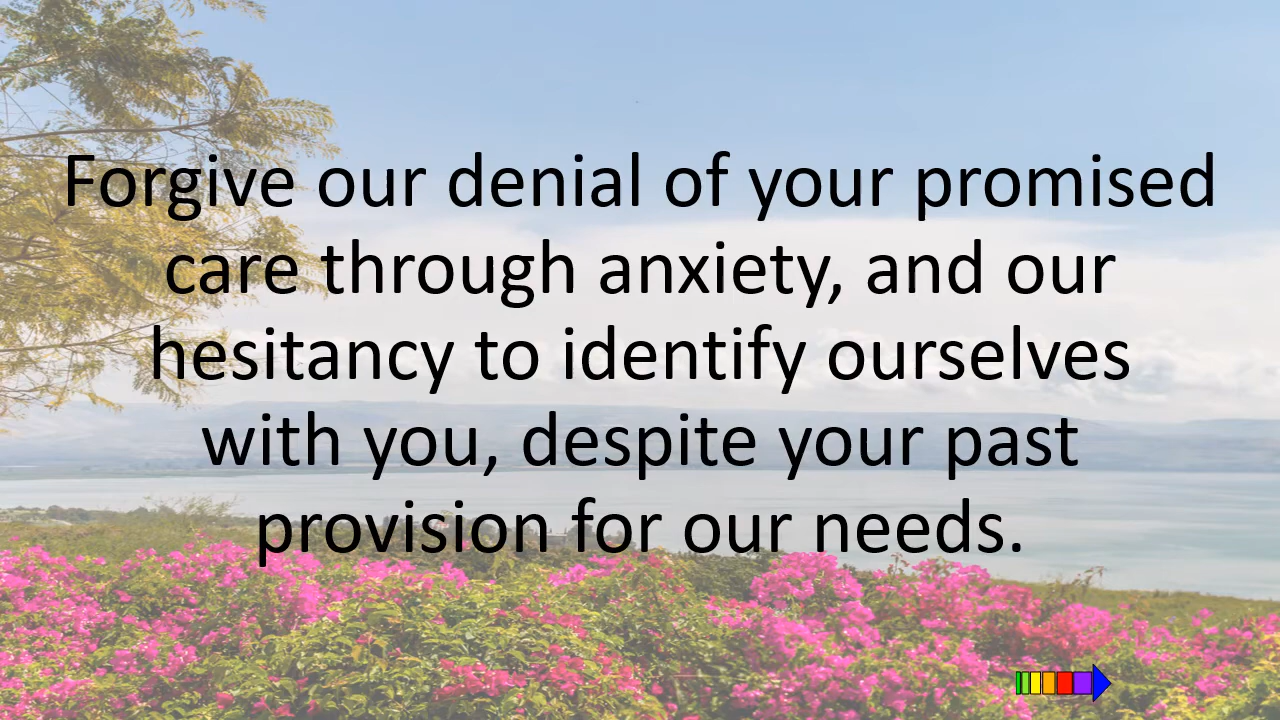 Forgive our denial of your promised
care through anxiety, and our
hesitancy to identify ourselves
with you, despite your past
provision for our needs.